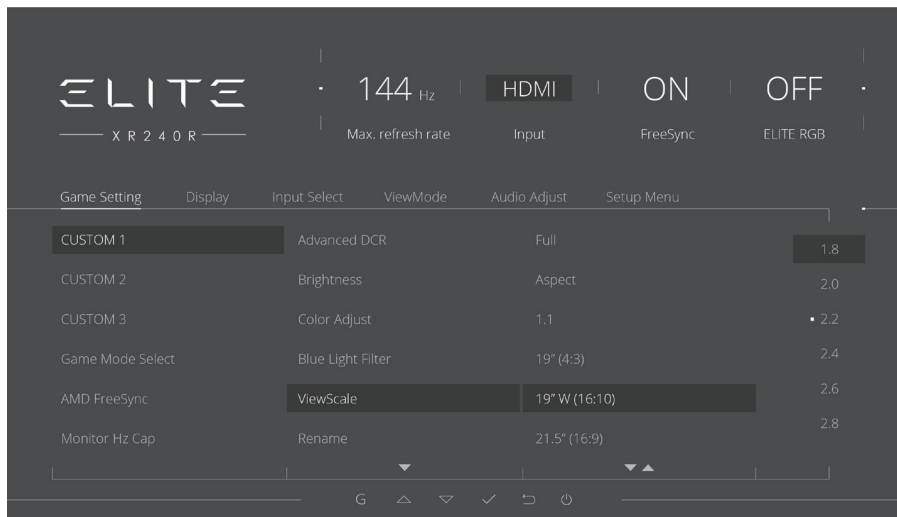 ELITE
XR240R
144 Hz
Max. refresh rate
HDMI
Input
ON
FreeSync
OFF
ELITE RGB
Game Setting Display Input Select ViewMode Audio Adjust Setup Menu
CUSTOM 1 Advanced DCR Full 1.8
CUSTOM 2 Brightness Aspect 2.0
CUSTOM 3 Color Adjust 1.1 2.2
Game Mode Select Blue Light Filter 19” (4:3) 2.4
AMD FreeSync ViewScale 19” W (16:10) 2.6
Monitor Hz Cap Rename 21.5” (16:9) 2.8
G